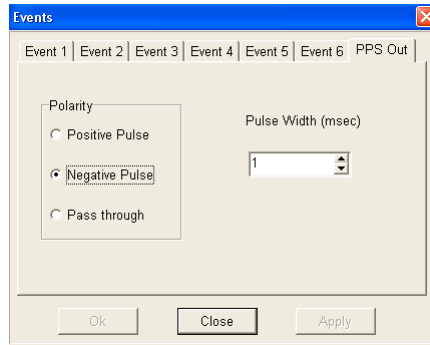 Events
Event 1 Event 2 Event 3 Event 4 Event 5 Event 6 PPS Out
Polarity
Positive Pulse
Negative Pulse
Pass through
Pulse Width (msec)
1
Ok Close Apply